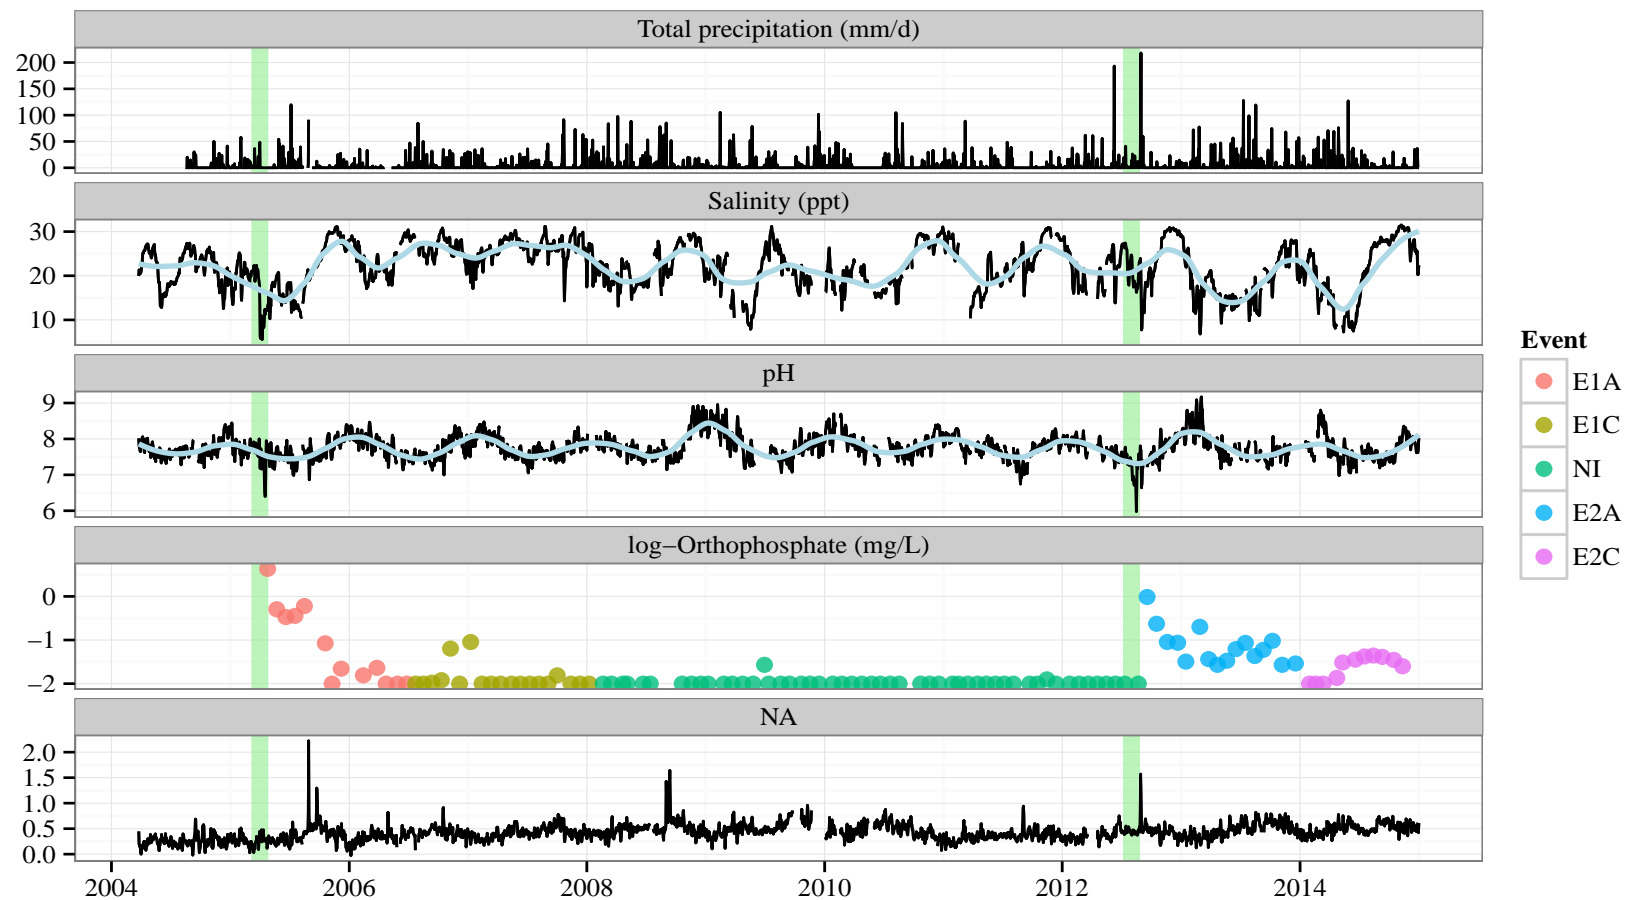 Total precipitation (mm/d)
200
150
100
50
0
Salinity (ppt)
30
20
10
pH
9
8
7
6
log−Orthophosphate (mg/L)
0
−1
−2
NA
2.0
1.5
1.0
0.5
0.0
2004 2006 2008 2010 2012 2014
Event
E1A
E1C
NI
E2A
E2C